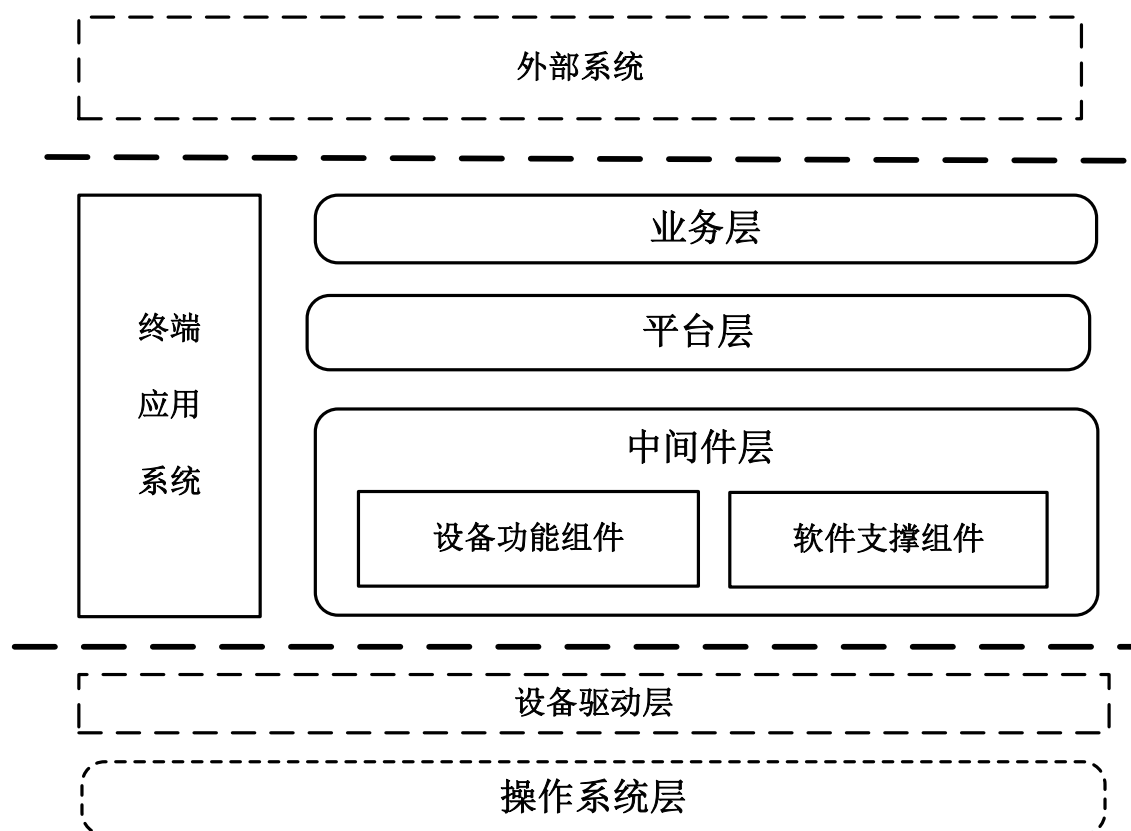 外部系统
终端
应用
系统
业务层
平台层
中间件层
设备功能组件
软件支撑组件
设备驱动层
操作系统层